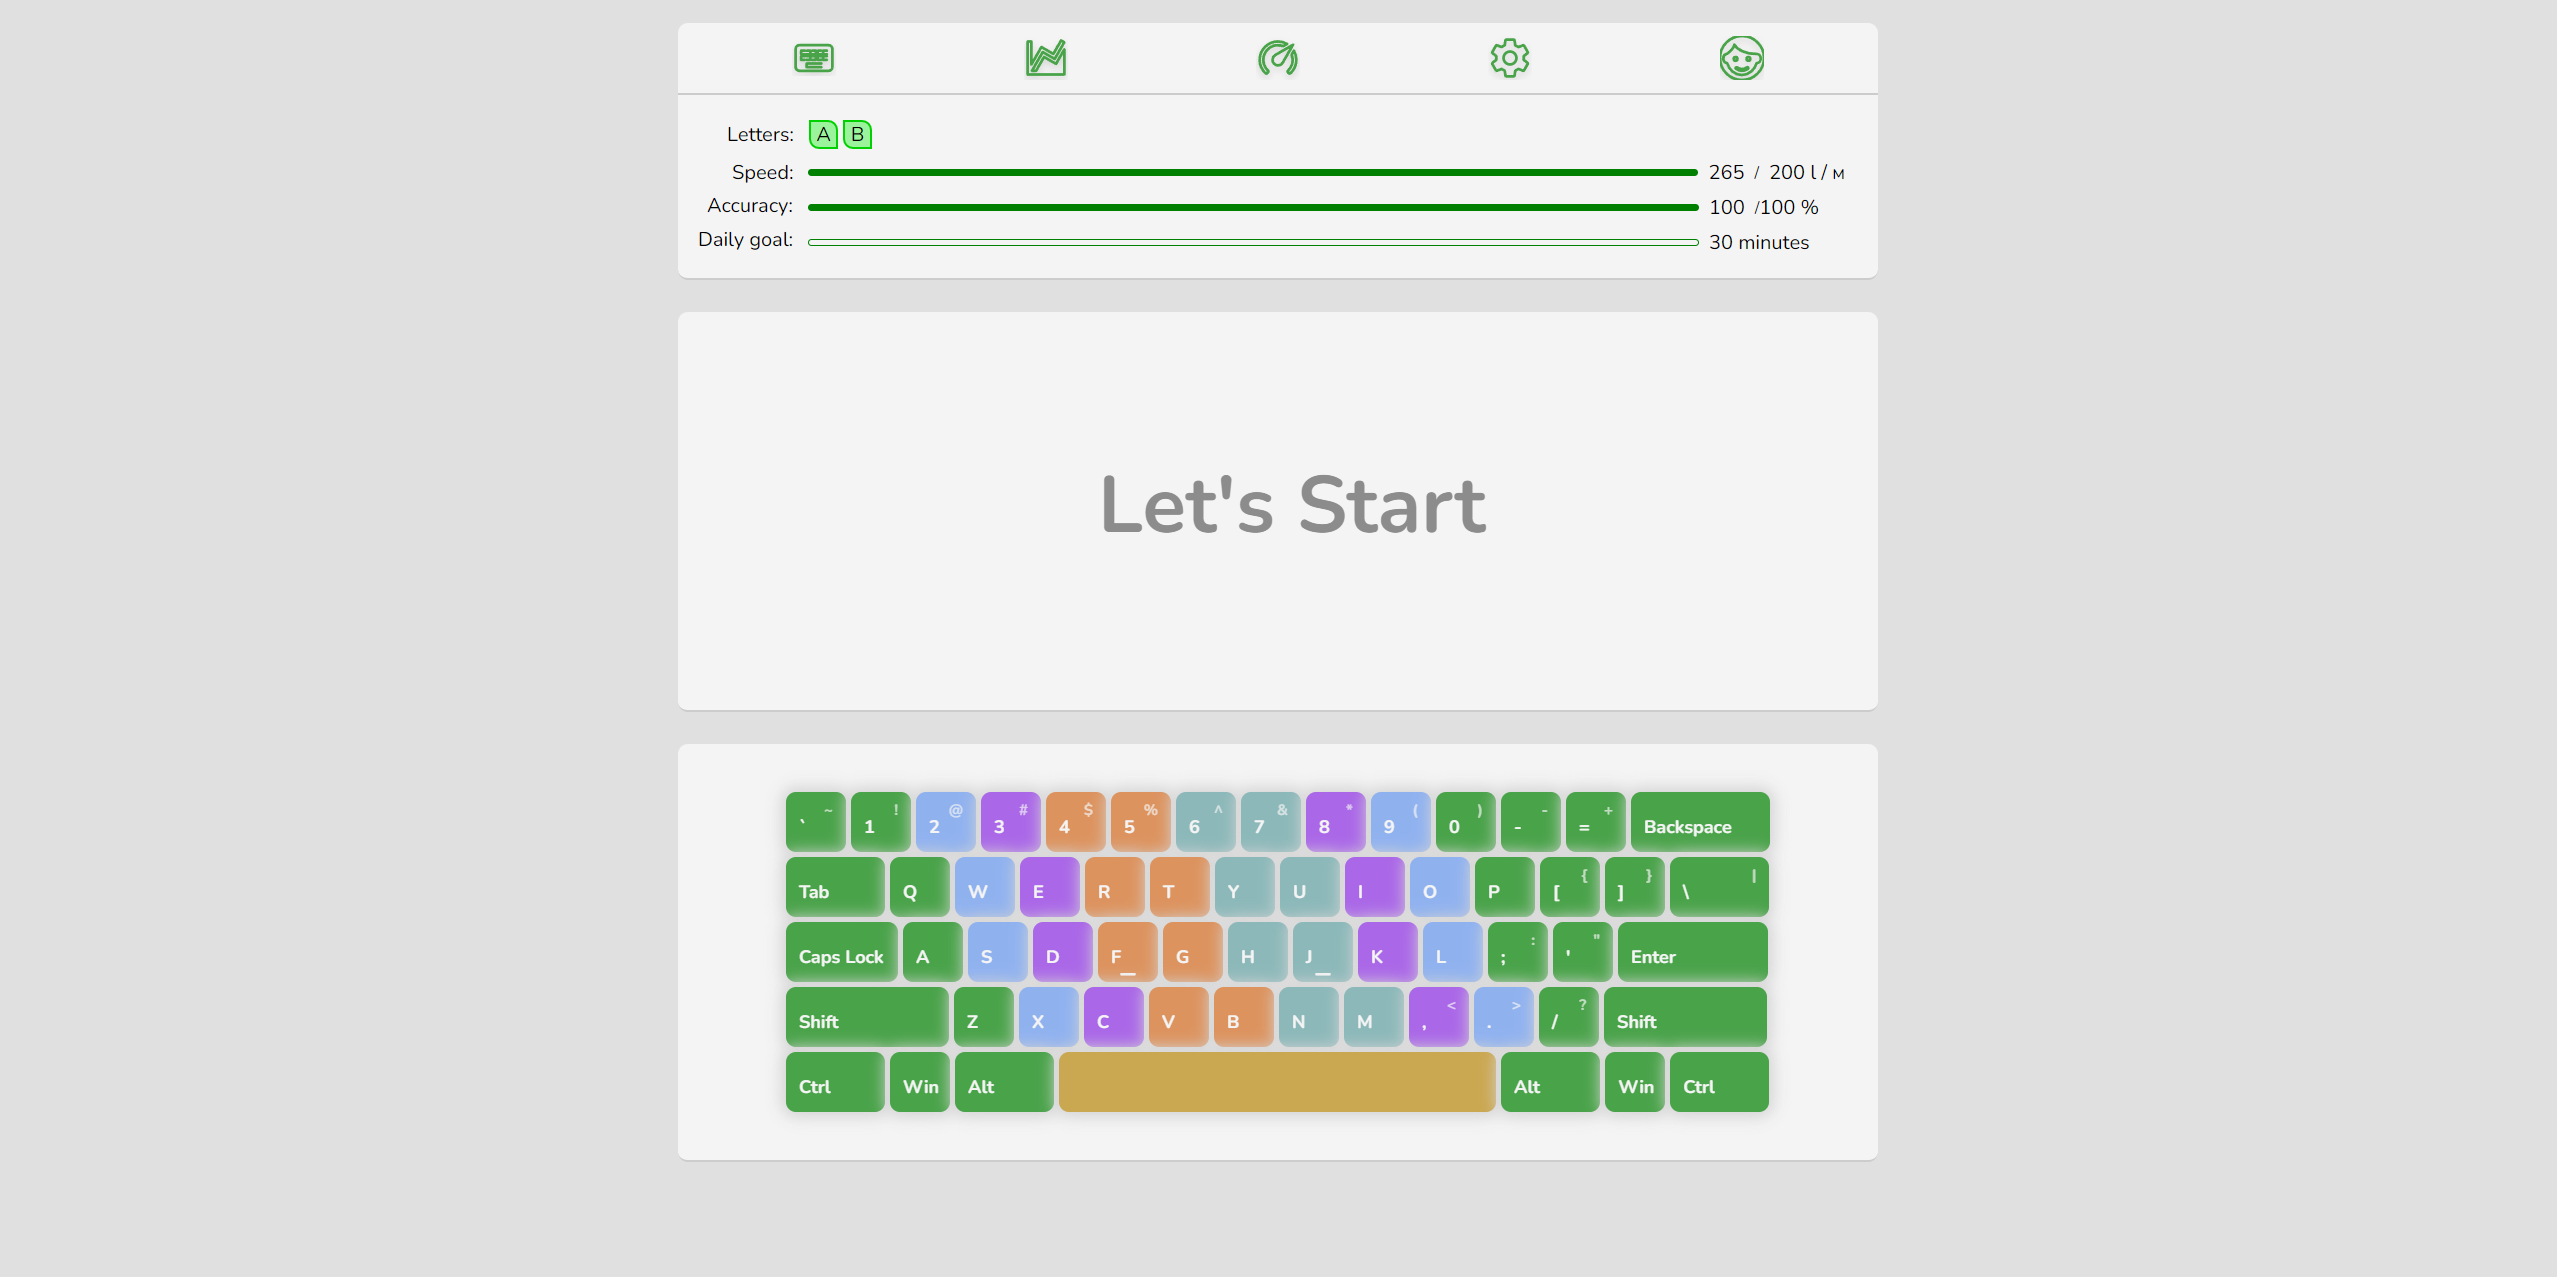 Letters: A B
Speed: 265 / 200 l / м
Accuracy: 100 /100 %
Daily goal: 30 minutes
Let's Start
` ~ 1 ! 2 @ 3 # 4 $ 5 % 6 ^ 7 & 8 * 9 ( 0 ) - - = + Backspace
Tab Q W E R T Y U I O P [ { ] } \ |
Caps Lock A S D F G H J K L ; : ' " Enter
Shift Z X C V B N M , < . > / ? Shift
Ctrl Win Alt Alt Win Ctrl